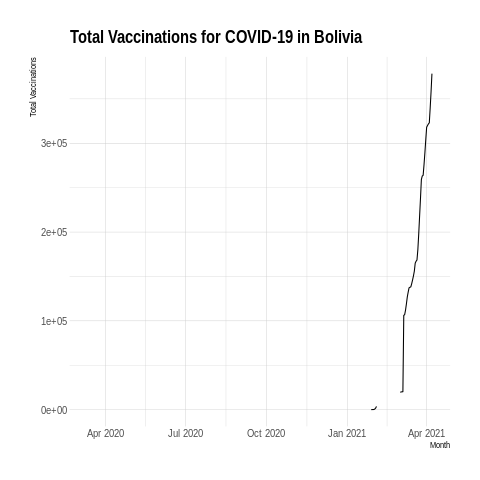 Total Vaccinations for COVID-19 in Bolivia
Total Vaccinations
3e+05
2e+05
1e+05
0e+00
Apr 2020 Jul 2020 Oct 2020 Jan 2021 Apr 2021
Month